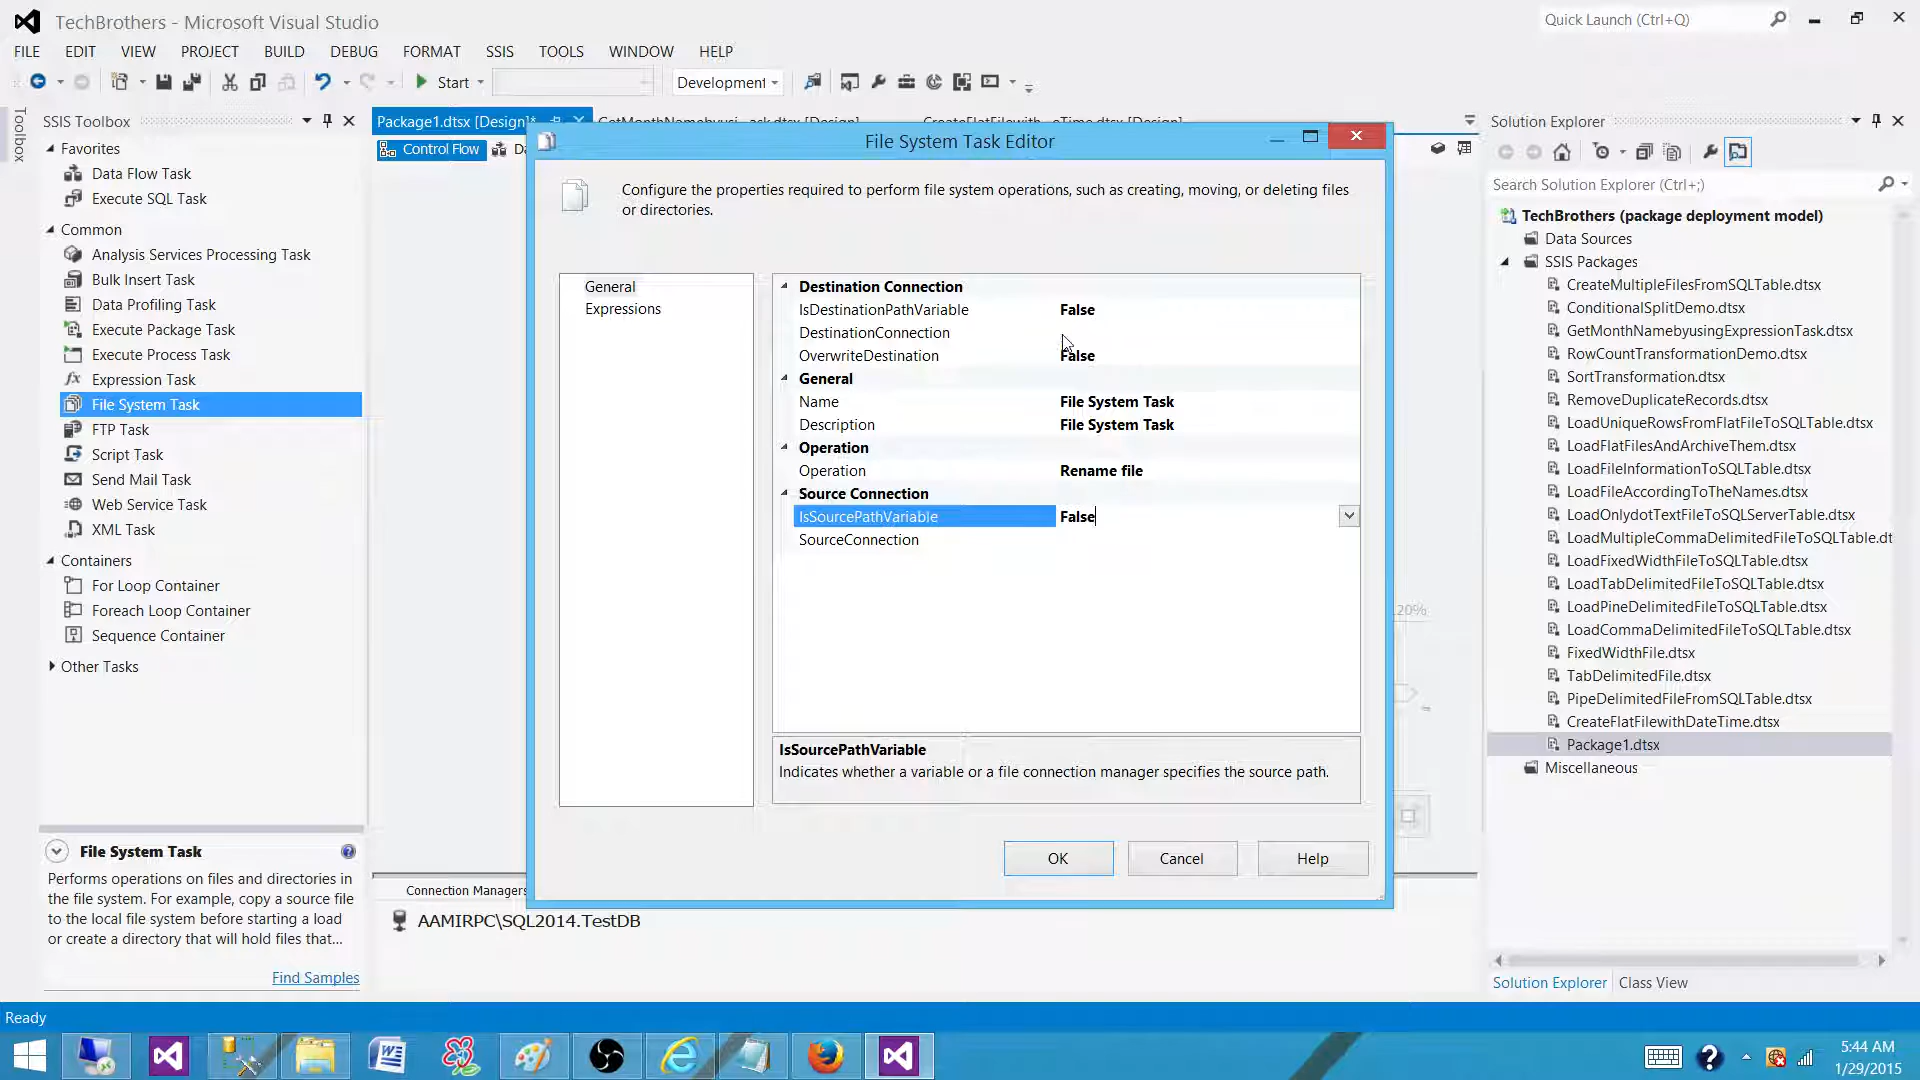 TechBrothers - Microsoft Visual Studio
Quick Launch (Ctrl+Q)
FILE EDIT VIEW PROJECT BUILD DEBUG FORMAT SSIS TOOLS WINDOW HELP
Start
Development
Toolbox
SSIS Toolbox
Favorites
Data Flow Task
Execute SQL Task
Common
Analysis Services Processing Task
Bulk Insert Task
Data Profiling Task
Execute Package Task
Execute Process Task
Expression Task
File System Task
FTP Task
Script Task
Send Mail Task
Web Service Task
XML Task
Containers
For Loop Container
Foreach Loop Container
Sequence Container
Other Tasks
File System Task
Performs operations on files and directories in
the file system. For example, copy a source file
to the local file system before starting a load
or create a directory that will hold files that...
Find Samples
Package1.dtsx [Design]*
Control Flow
Da
File System Task Editor
Configure the properties required to perform file system operations, such as creating, moving, or deleting files
or directories.
General
Expressions
Destination Connection
IsDestinationPathVariable False
DestinationConnection
OverwriteDestination False
General
Name File System Task
Description File System Task
Operation
Operation Rename file
Source Connection
IsSourcePathVariable False
SourceConnection
IsSourcePathVariable
Indicates whether a variable or a file connection manager specifies the source path.
OK Cancel Help
Connection Managers
AAMIRPC\SQL2014.TestDB
Solution Explorer
Search Solution Explorer (Ctrl+;)
TechBrothers (package deployment model)
Data Sources
SSIS Packages
CreateMultipleFilesFromSQLTable.dtsx
ConditionalSplitDemo.dtsx
GetMonthNamebyusingExpressionTask.dtsx
RowCountTransformationDemo.dtsx
SortTransformation.dtsx
RemoveDuplicateRecords.dtsx
LoadUniqueRowsFromFlatFileToSQLTable.dtsx
LoadFlatFilesAndArchiveThem.dtsx
LoadFileInformationToSQLTable.dtsx
LoadFileAccordingToTheNames.dtsx
LoadOnlydotTextFileToSQLServerTable.dtsx
LoadMultipleCommaDelimitedFileToSQLTable.dt
LoadFixedWidthFileToSQLTable.dtsx
LoadTabDelimitedFileToSQLTable.dtsx
LoadPineDelimitedFileToSQLTable.dtsx
LoadCommaDelimitedFileToSQLTable.dtsx
FixedWidthFile.dtsx
TabDelimitedFile.dtsx
PipeDelimitedFileFromSQLTable.dtsx
CreateFlatFilewithDateTime.dtsx
Package1.dtsx
Miscellaneous
Solution Explorer Class View
Ready
5:44 AM
1/29/2015